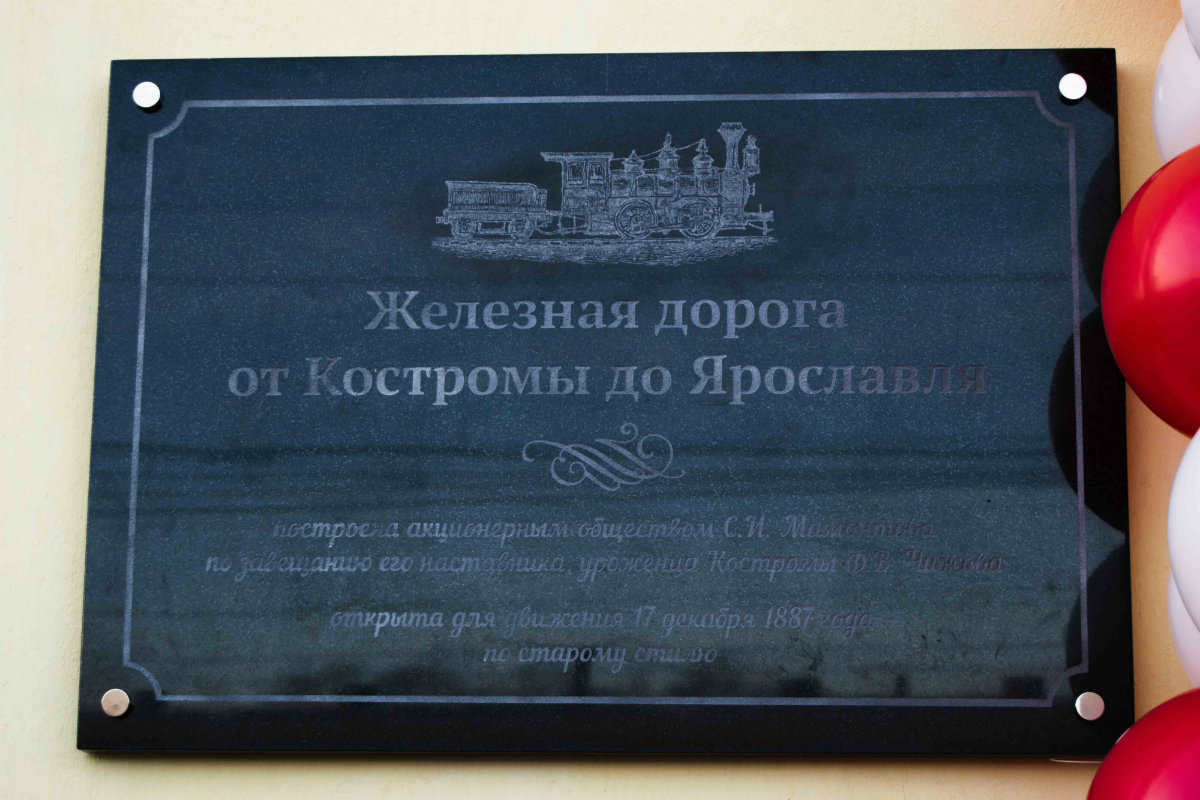 Железная дорога
от Костромы до Ярославля
построена акционерным обществом С.И. Мамонтова
по завещанию его наставника, уроженца Костромы Ф.В. Чижова
открыта для движения 17 декабря 1887 года
по старому стилю